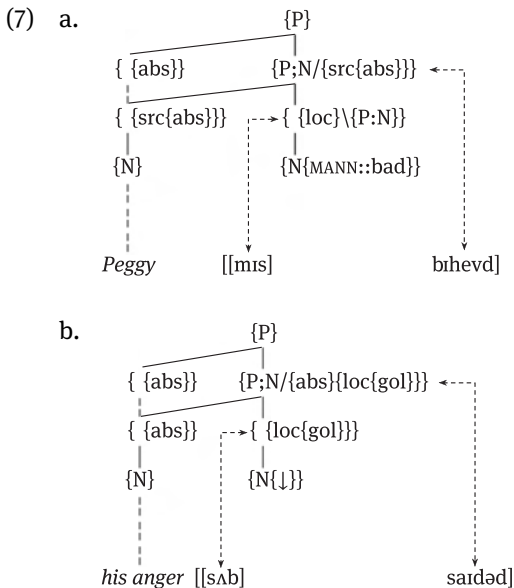 (7) a. {P}
{ {abs}} {P;N/{src{abs}}}
{ {src{abs}}} { {loc}\{P:N}}
{N} {N{MANN::bad}}
Peggy [[mɪs] bɪhevd]
b. {P}
{ {abs}} {P;N/{abs}{loc{gol}}}
{ {abs}} { {loc{gol}}}
{N} {N{↓}}
his anger [[sʌb] saɪdəd]